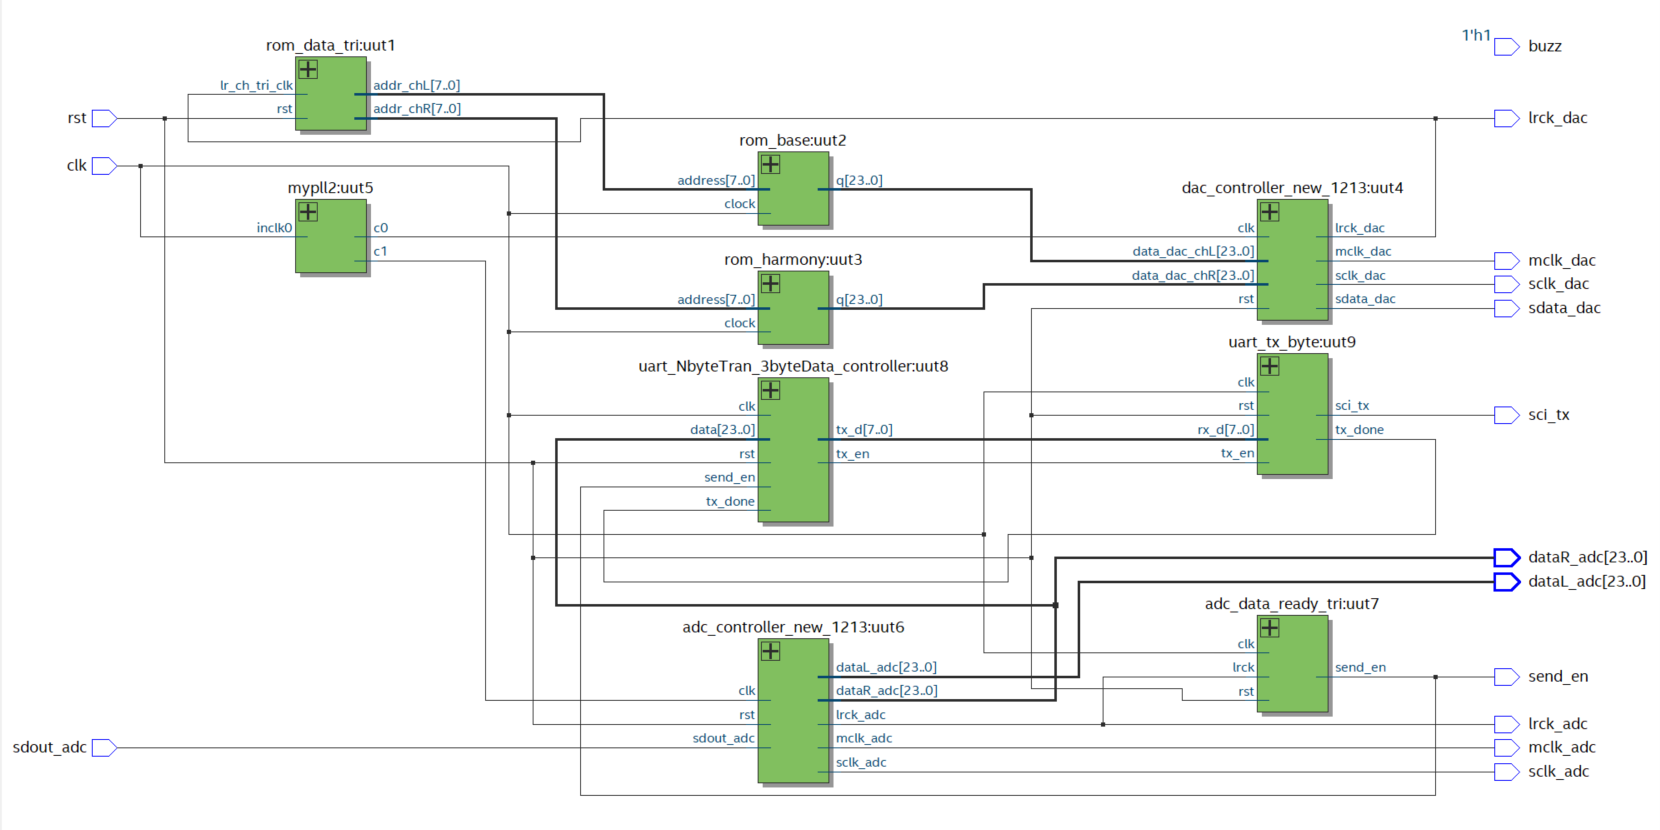 1'h1
buzz
rom_data_tri:uut1
lr_ch_tri_clk
addr_chL[7..0]
rst
addr_chR[7..0]
rst
lrck_dac
clk
rom_base:uut2
address[7..0]
q[23..0]
clock
mypll2:uut5
inclk0
c0
c1
dac_controller_new_1213:uut4
clk
lrck_dac
data_dac_chL[23..0]
mclk_dac
data_dac_chR[23..0]
sclk_dac
rst
sdata_dac
mclk_dac
sclk_dac
sdata_dac
rom_harmony:uut3
address[7..0]
q[23..0]
clock
uart_tx_byte:uut9
clk
rst
sci_tx
rx_d[7..0]
tx_done
tx_en
sci_tx
uart_NbyteTran_3byteData_controller:uut8
clk
data[23..0]
tx_d[7..0]
rst
tx_en
send_en
tx_done
dataR_adc[23..0]
dataL_adc[23..0]
adc_data_ready_tri:uut7
clk
lrck
send_en
rst
send_en
adc_controller_new_1213:uut6
dataL_adc[23..0]
clk
dataR_adc[23..0]
rst
lrck_adc
sdout_adc
mclk_adc
sclk_adc
lrck_adc
sdout_adc
mclk_adc
sclk_adc